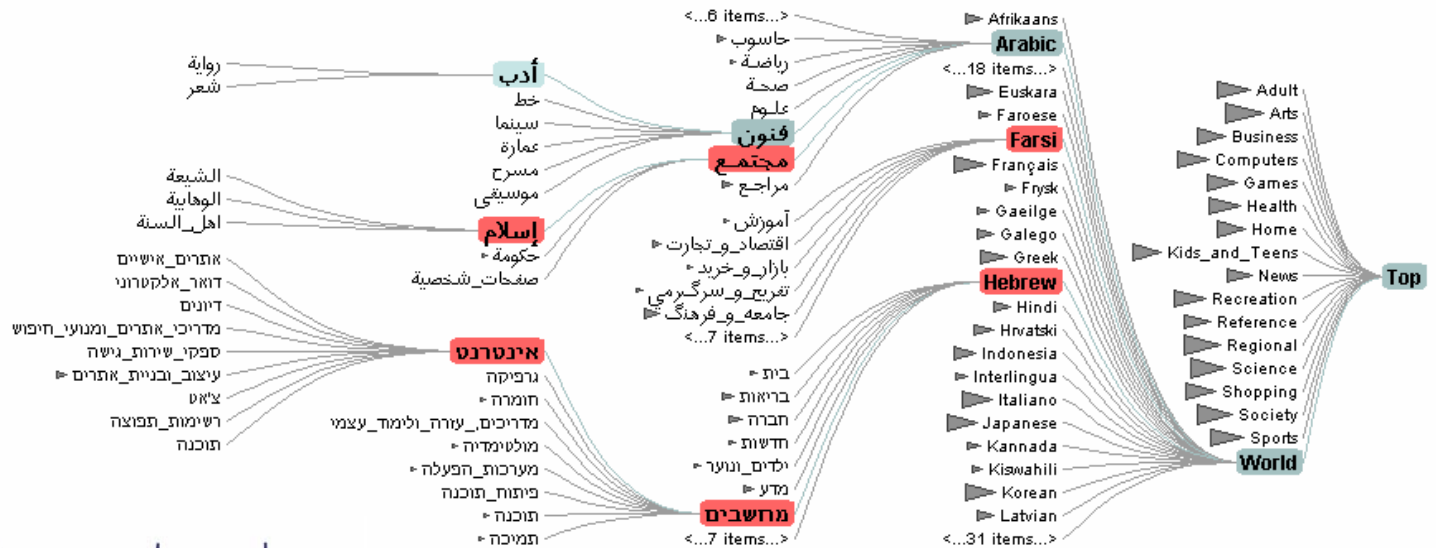 Top
Adult
Arts
Business
Computers
Games
Health
Home
Kids_and_Teens
News
Recreation
Reference
Regional
Science
Shopping
Society
Sports
World
Afrikaans
Arabic
<...18 items...>
Euskara
Faroese
Farsi
Français
Frysk
Gaeilge
Galego
Greek
Hebrew
Hindi
Hrvatski
Indonesia
Interlingua
Italiano
Japanese
Kannada
Kiswahili
Korean
Latvian
<...31 items...>
<...6 items...>
حاسوب
رياضة
صحة
علوم
فنون
مجتمع
مراجع
آموزش
اقتصاد_و_تجارت
بازار_و_خريد
تفريح_و_سرگرمي
جامعه_و_فرهنگ
<...7 items...>
בית
בריאות
חברה
חדשות
ילדים_ונוער
מדע
מחשבים
<...7 items...>
أدب
خط
سينما
عمارة
مسرح
موسيقى
إسلام
حكومة
صفحات_شخصية
אינטרנט
גרפיקה
חומרה
מדריכים,_עזרה_ולימוד_עצמי
מולטימדיה
מערכות_הפעלה
פיתוח_תוכנה
תוכנה
תמיכה
رواية
شعر
الشيعة
الوهابية
اهل_السنة
אתרים_אישיים
דואר_אלקטרוני
דיונים
מדריכי_אתרים_ומנועי_חיפוש
ספקי_שירות_גישה
עיצוב_ובניית_אתרים
צ'אט
רשימות_תפוצה
תוכנה